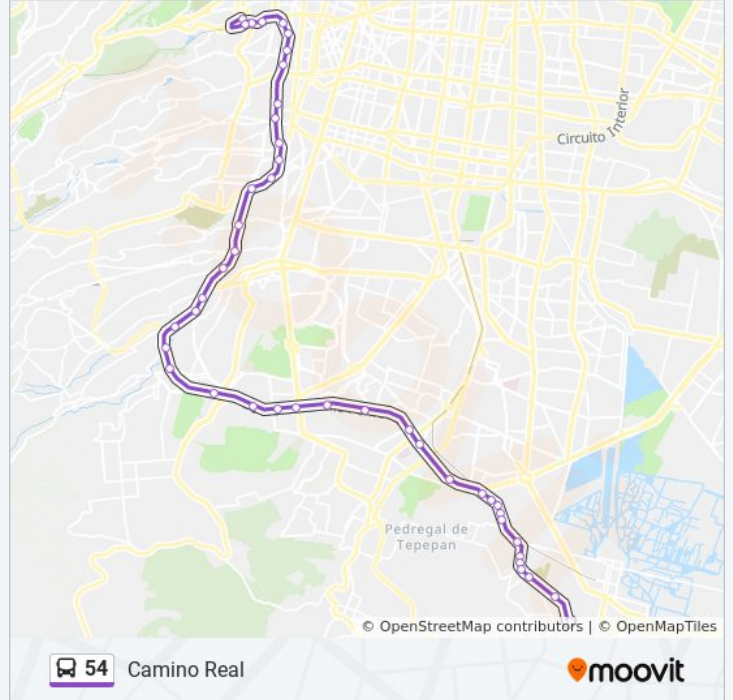 Circuito Interior
Pedregal de
Tepepan
© OpenStreetMap contributors | © OpenMapTiles
54 Camino Real
moovit